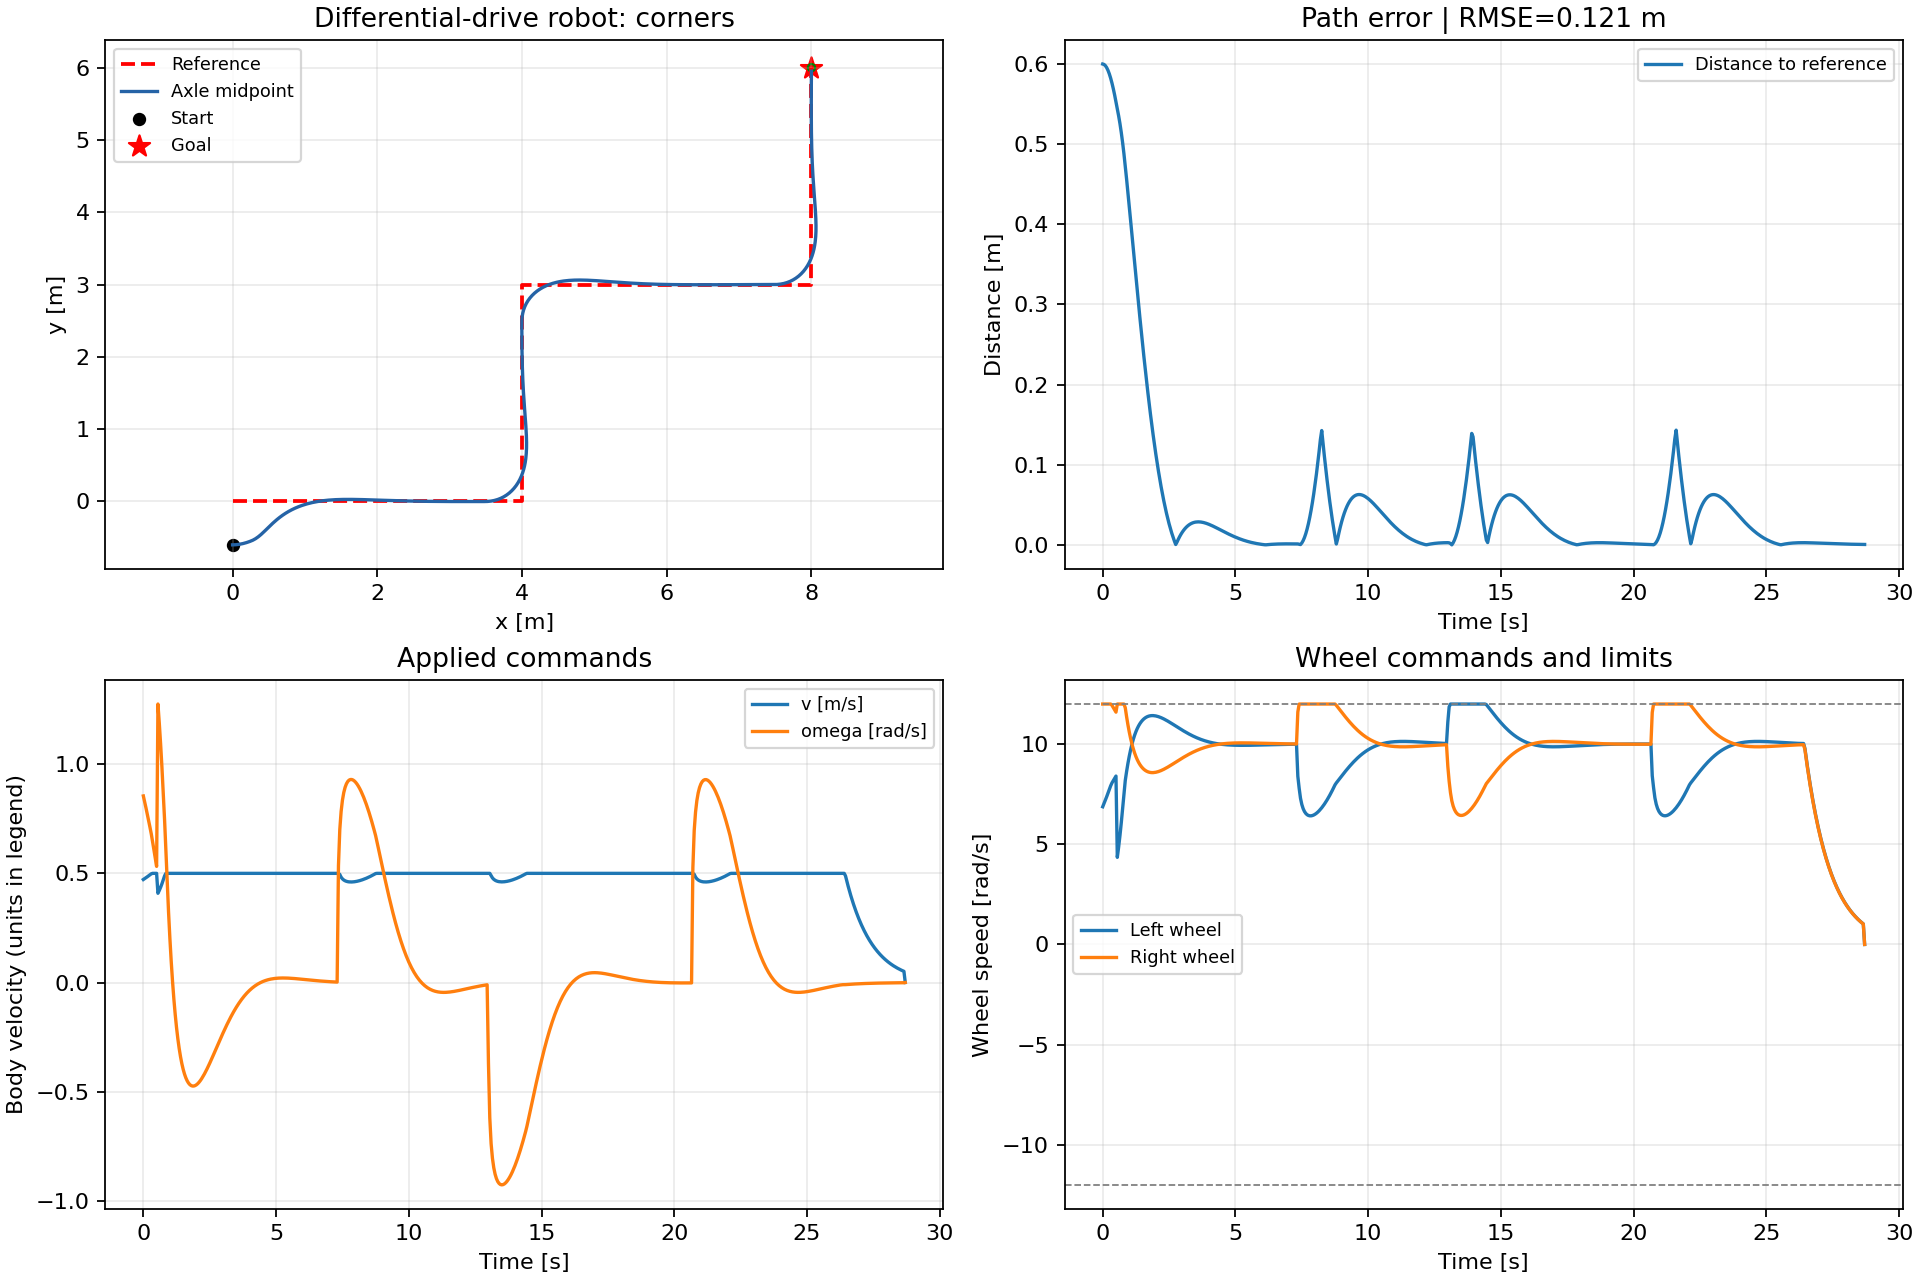 Differential-drive robot: corners
Reference
Axle midpoint
Start
Goal
6
5
4
3
2
1
0
y [m]
0
2
4
6
8
x [m]
Path error | RMSE=0.121 m
Distance to reference
0.6
0.5
0.4
0.3
0.2
0.1
0.0
Distance [m]
0
5
10
15
20
25
30
Time [s]
Applied commands
v [m/s]
omega [rad/s]
1.0
0.5
0.0
−0.5
−1.0
Body velocity (units in legend)
0
5
10
15
20
25
30
Time [s]
Wheel commands and limits
10
5
0
−5
−10
Wheel speed [rad/s]
Left wheel
Right wheel
0
5
10
15
20
25
30
Time [s]